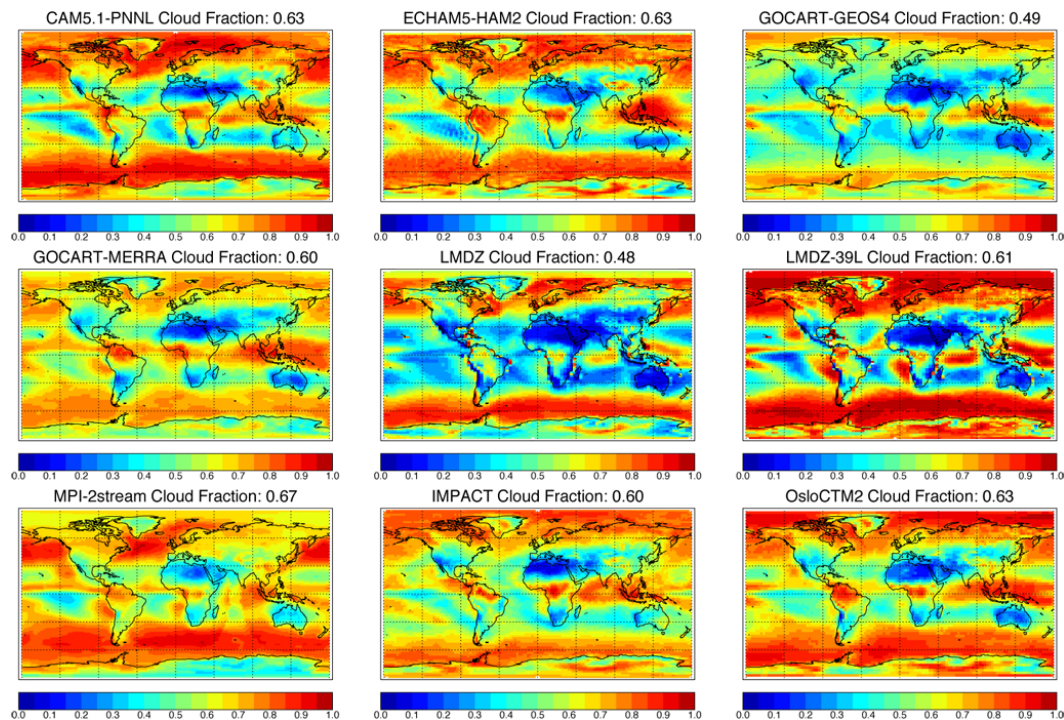 CAM5.1-PNNL Cloud Fraction: 0.63
ECHAM5-HAM2 Cloud Fraction: 0.63
GOCART-GEOS4 Cloud Fraction: 0.49
0.0 0.1 0.2 0.3 0.4 0.5 0.6 0.7 0.8 0.9 1.0
0.0 0.1 0.2 0.3 0.4 0.5 0.6 0.7 0.8 0.9 1.0
0.0 0.1 0.2 0.3 0.4 0.5 0.6 0.7 0.8 0.9 1.0
GOCART-MERRA Cloud Fraction: 0.60
LMDZ Cloud Fraction: 0.48
LMDZ-39L Cloud Fraction: 0.61
0.0 0.1 0.2 0.3 0.4 0.5 0.6 0.7 0.8 0.9 1.0
0.0 0.1 0.2 0.3 0.4 0.5 0.6 0.7 0.8 0.9 1.0
0.0 0.1 0.2 0.3 0.4 0.5 0.6 0.7 0.8 0.9 1.0
MPI-2stream Cloud Fraction: 0.67
IMPACT Cloud Fraction: 0.60
OsloCTM2 Cloud Fraction: 0.63
0.0 0.1 0.2 0.3 0.4 0.5 0.6 0.7 0.8 0.9 1.0
0.0 0.1 0.2 0.3 0.4 0.5 0.6 0.7 0.8 0.9 1.0
0.0 0.1 0.2 0.3 0.4 0.5 0.6 0.7 0.8 0.9 1.0